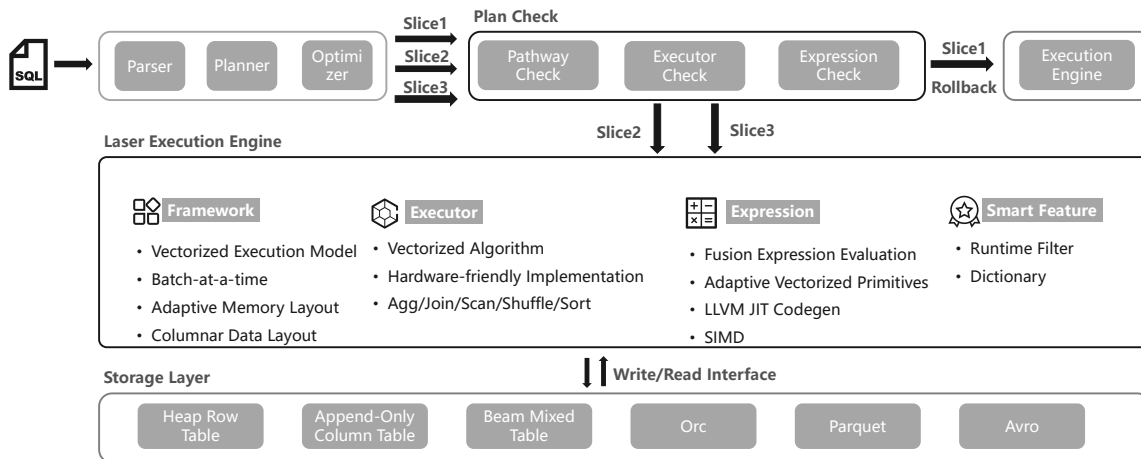 Slice1
Plan Check
SQL
Parser
Planner
Optimi
zer
Slice2
Slice3
Pathway
Check
Executor
Check
Expression
Check
Slice1
Rollback
Execution
Engine
Slice2
Slice3
Laser Execution Engine
Framework
• Vectorized Execution Model
• Batch-at-a-time
• Adaptive Memory Layout
• Columnar Data Layout
Executor
• Vectorized Algorithm
• Hardware-friendly Implementation
• Agg/Join/Scan/Shuffle/Sort
Expression
• Fusion Expression Evaluation
• Adaptive Vectorized Primitives
• LLVM JIT Codegen
• SIMD
Smart Feature
• Runtime Filter
• Dictionary
Write/Read Interface
Storage Layer
Heap Row
Table
Append-Only
Column Table
Beam Mixed
Table
Orc
Parquet
Avro